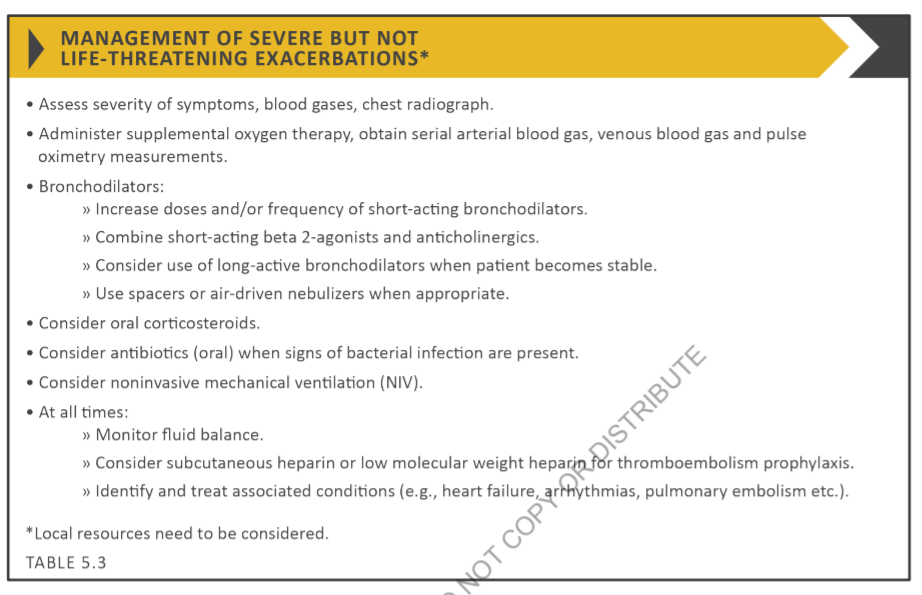 MANAGEMENT OF SEVERE BUT NOT
LIFE-THREATENING EXACERBATIONS*
• Assess severity of symptoms, blood gases, chest radiograph.
• Administer supplemental oxygen therapy, obtain serial arterial blood gas, venous blood gas and pulse
oximetry measurements.
• Bronchodilators:
» Increase doses and/or frequency of short-acting bronchodilators.
» Combine short-acting beta 2-agonists and anticholinergics.
» Consider use of long-active bronchodilators when patient becomes stable.
» Use spacers or air-driven nebulizers when appropriate.
• Consider oral corticosteroids.
• Consider antibiotics (oral) when signs of bacterial infection are present.
• Consider noninvasive mechanical ventilation (NIV).
• At all times:
» Monitor fluid balance.
» Consider subcutaneous heparin or low molecular weight heparin for thromboembolism prophylaxis.
» Identify and treat associated conditions (e.g., heart failure, arrhythmias, pulmonary embolism etc.).
*Local resources need to be considered.
TABLE 5.3
NOT COPY OR DISTRIBUTE